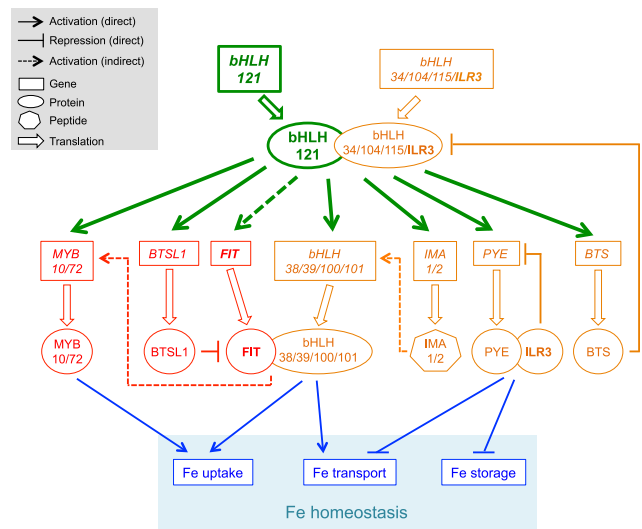 Activation (direct)
Repression (direct)
Activation (indirect)
Gene
Protein
Peptide
Translation
bHLH
121
bHLH
34/104/115/ILR3
bHLH
121
bHLH
34/104/115/ILR3
MYB
10/72
BTSL1
FIT
bHLH
38/39/100/101
IMA
1/2
PYE
BTS
MYB
10/72
BTSL1
FIT
bHLH
38/39/100/101
IMA
1/2
PYE
ILR3
BTS
Fe uptake
Fe transport
Fe storage
Fe homeostasis